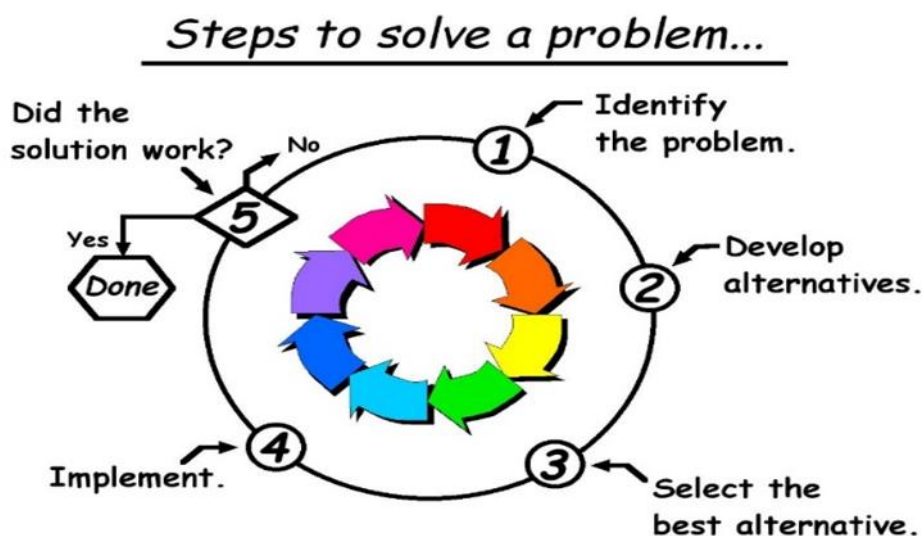 Steps to solve a problem...
1
Identify
the problem.
2
Develop
alternatives.
3
Select the
best alternative.
4
Implement.
5
Did the
solution work?
No
Yes
Done